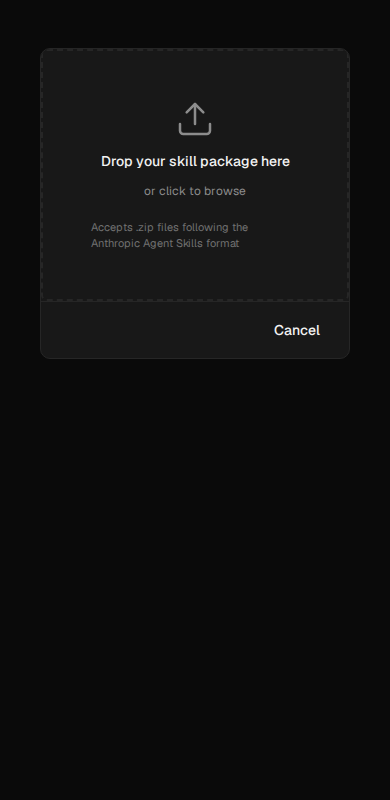 Drop your skill package here
or click to browse
Accepts .zip files following the
Anthropic Agent Skills format
Cancel